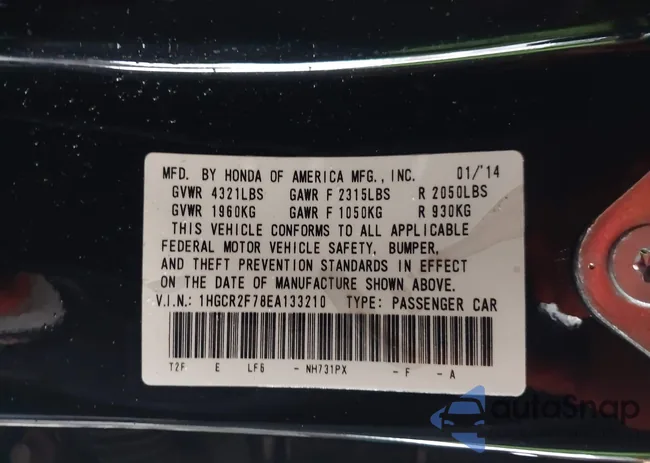 MFD. BY HONDA OF AMERICA MFG., INC. 01/'14
GVWR 4321LBS GAWR F 2315LBS R 2050LBS
GVWR 1960KG GAWR F 1050KG R 930KG
THIS VEHICLE CONFORMS TO ALL APPLICABLE
FEDERAL MOTOR VEHICLE SAFETY, BUMPER,
AND THEFT PREVENTION STANDARDS IN EFFECT
ON THE DATE OF MANUFACTURE SHOWN ABOVE.
V.I.N.: 1HGCR2F78EA133210 TYPE: PASSENGER CAR
T2F E LF6 - NH731PX - F - A
autoSnap